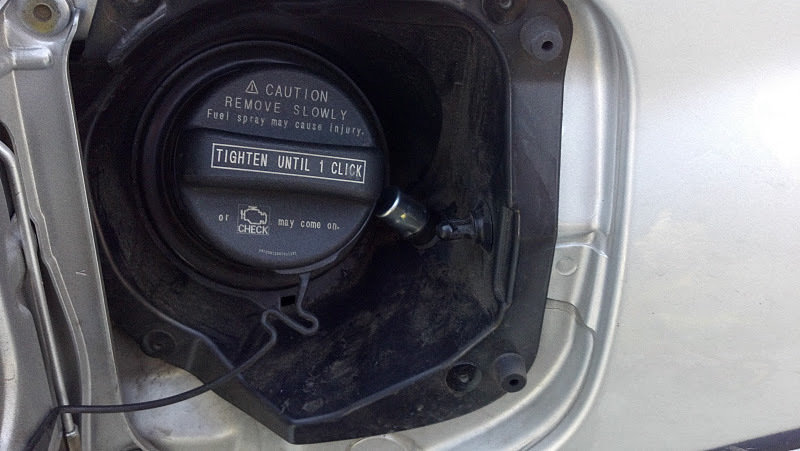 ⚠ CAUTION
REMOVE SLOWLY
Fuel spray may cause injury.
TIGHTEN UNTIL 1 CLICK
or CHECK may come on.